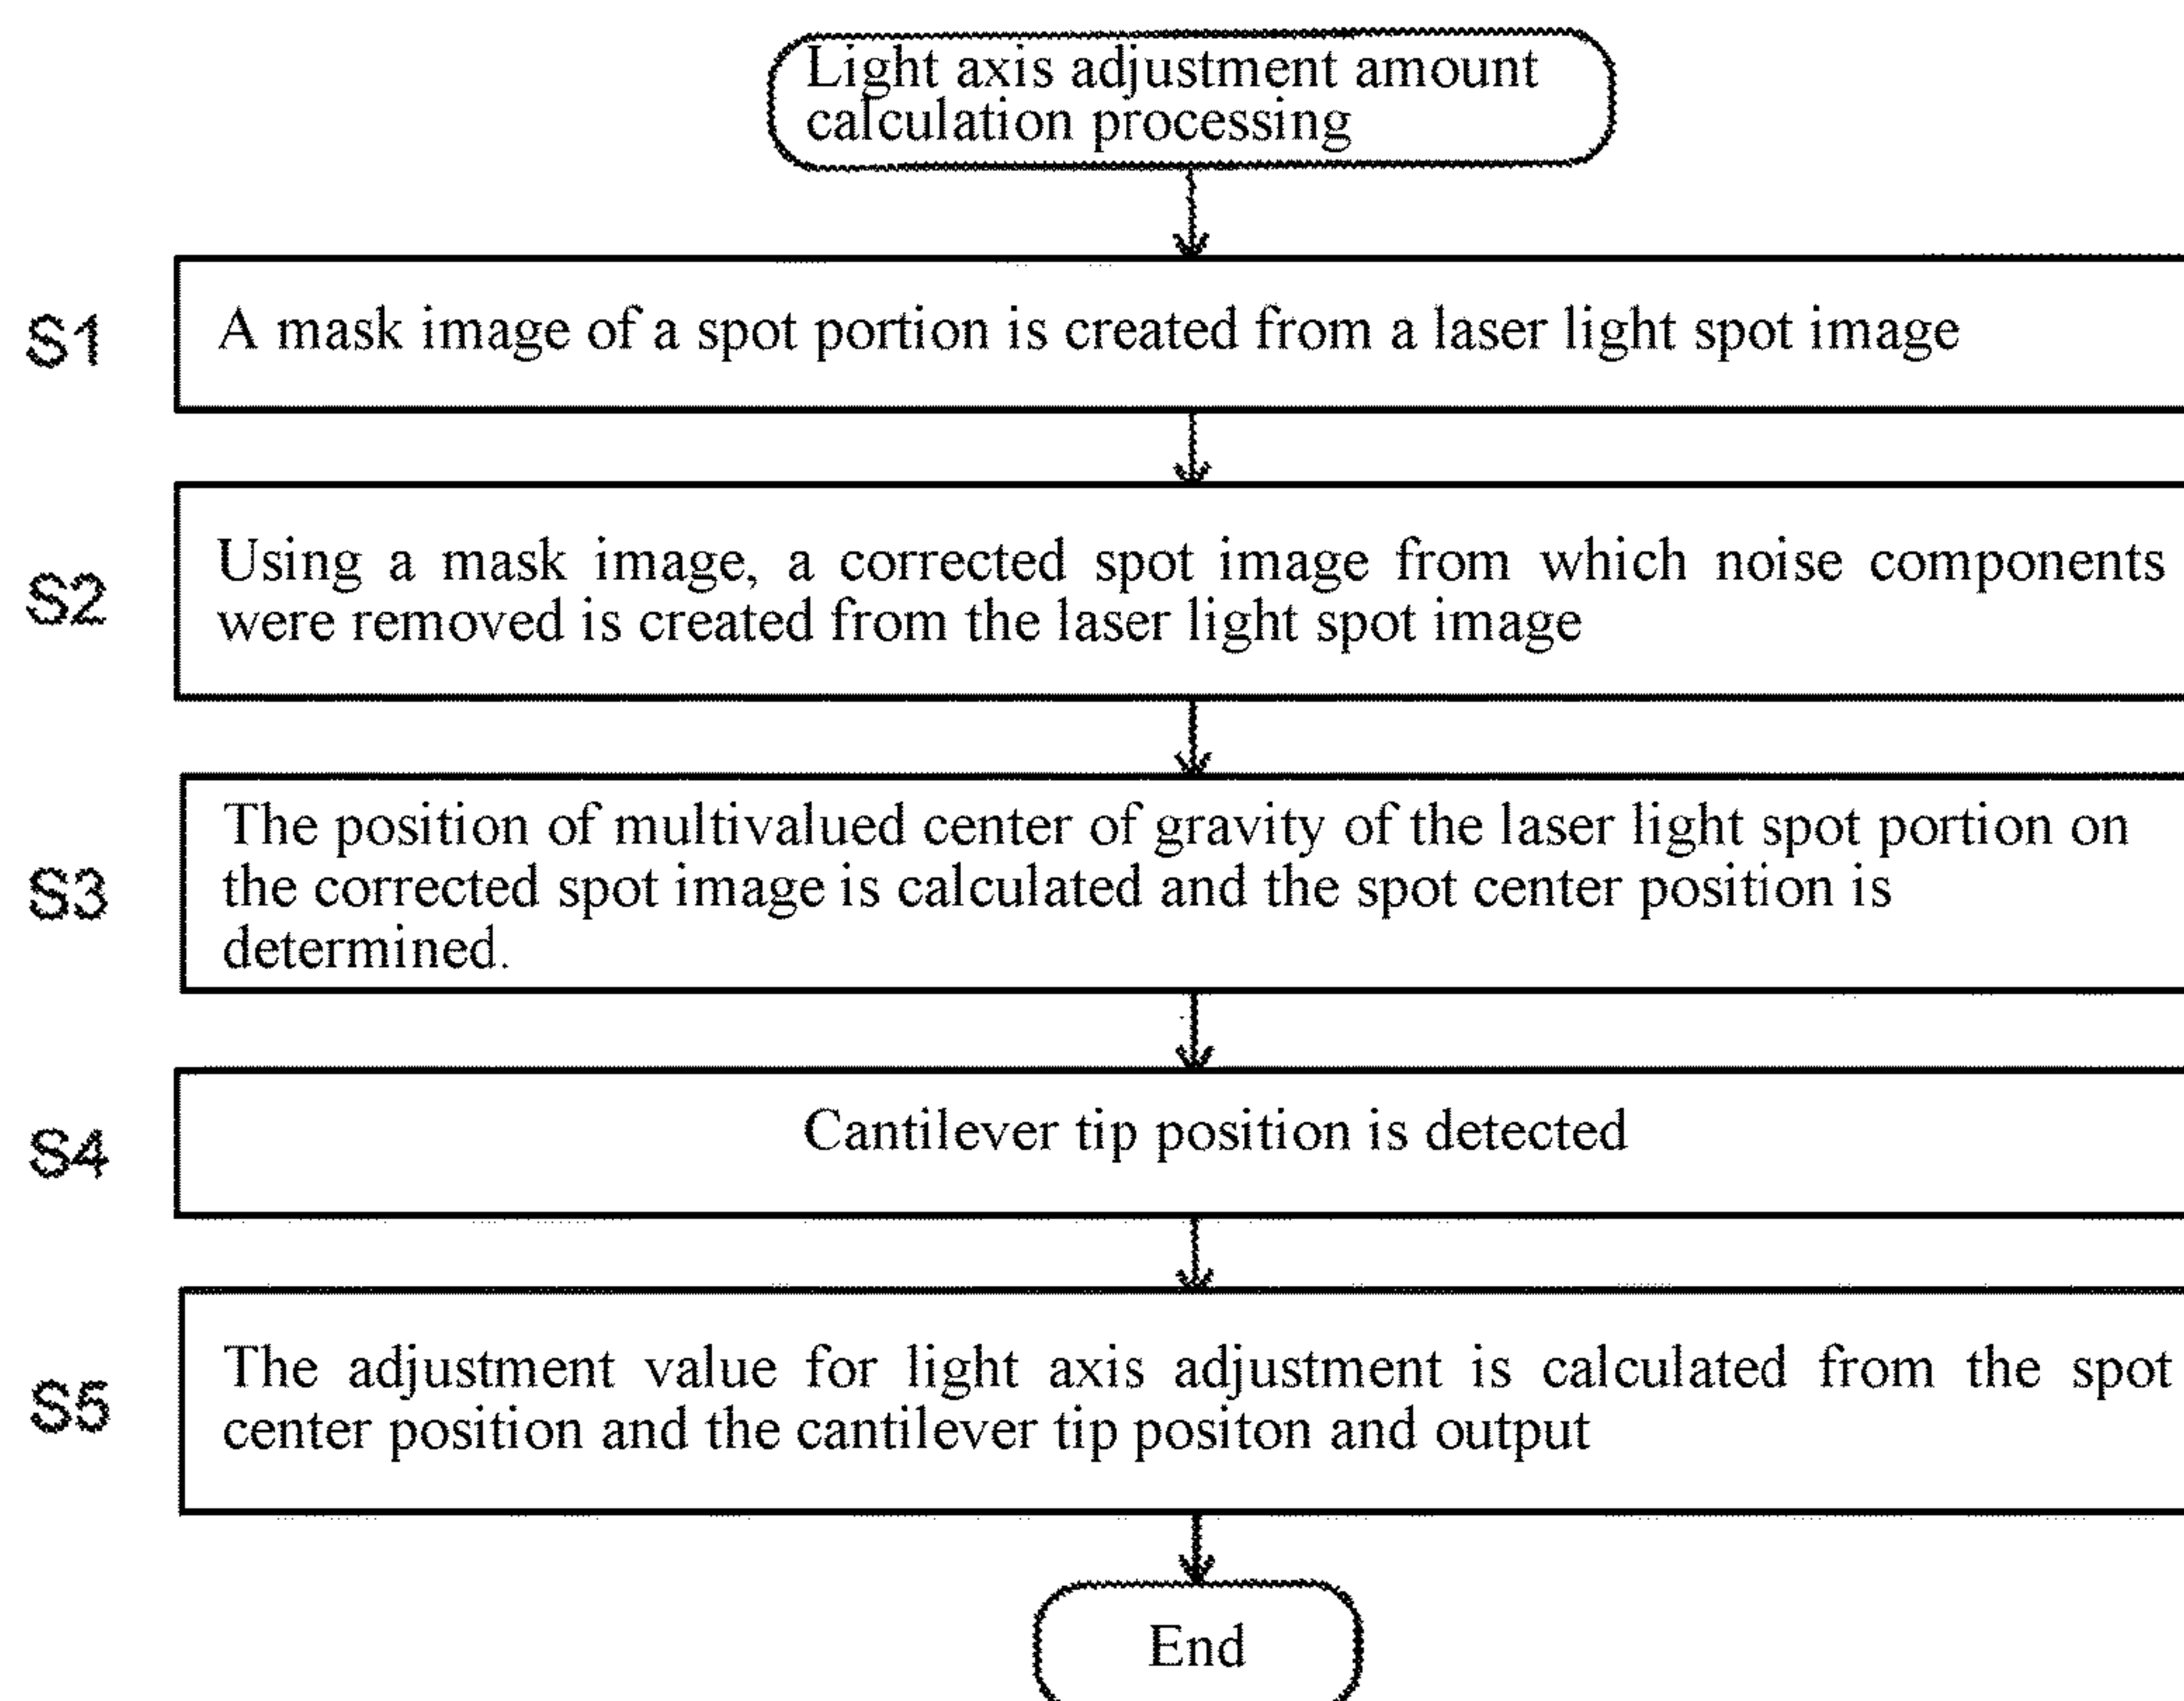 Light axis adjustment amount
calculation processing
S1
A mask image of a spot portion is created from a laser light spot image
S2
Using a mask image, a corrected spot image from which noise components
were removed is created from the laser light spot image
S3
The position of multivalued center of gravity of the laser light spot portion on
the corrected spot image is calculated and the spot center position is
determined.
S4
Cantilever tip position is detected
S5
The adjustment value for light axis adjustment is calculated from the spot
center position and the cantilever tip positon and output
End